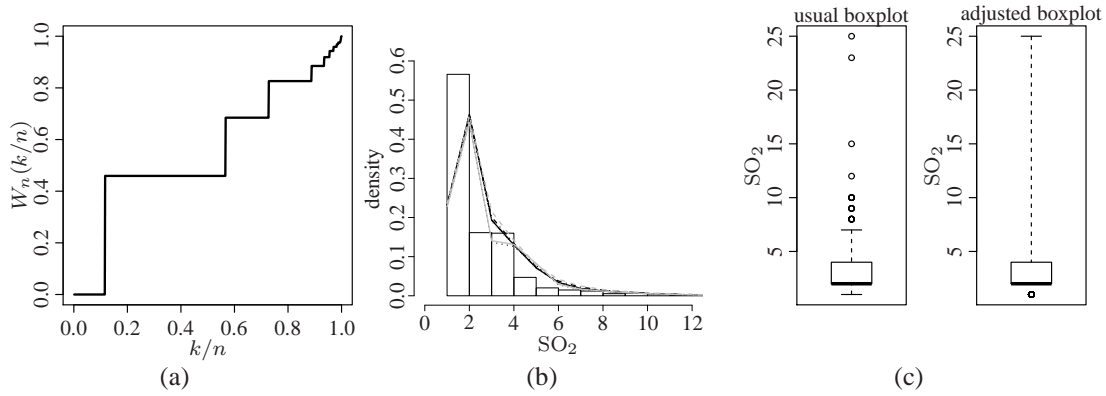 0.0 0.2 0.4 0.6 0.8 1.0
W_n(k/n)
0.0 0.2 0.4 0.6 0.8 1.0
k/n
(a)
0.0 0.1 0.2 0.3 0.4 0.5 0.6
density
0 2 4 6 8 10 12
SO₂
(b)
usual boxplot
5 10 15 20 25
SO₂
adjusted boxplot
5 10 15 20 25
SO₂
(c)